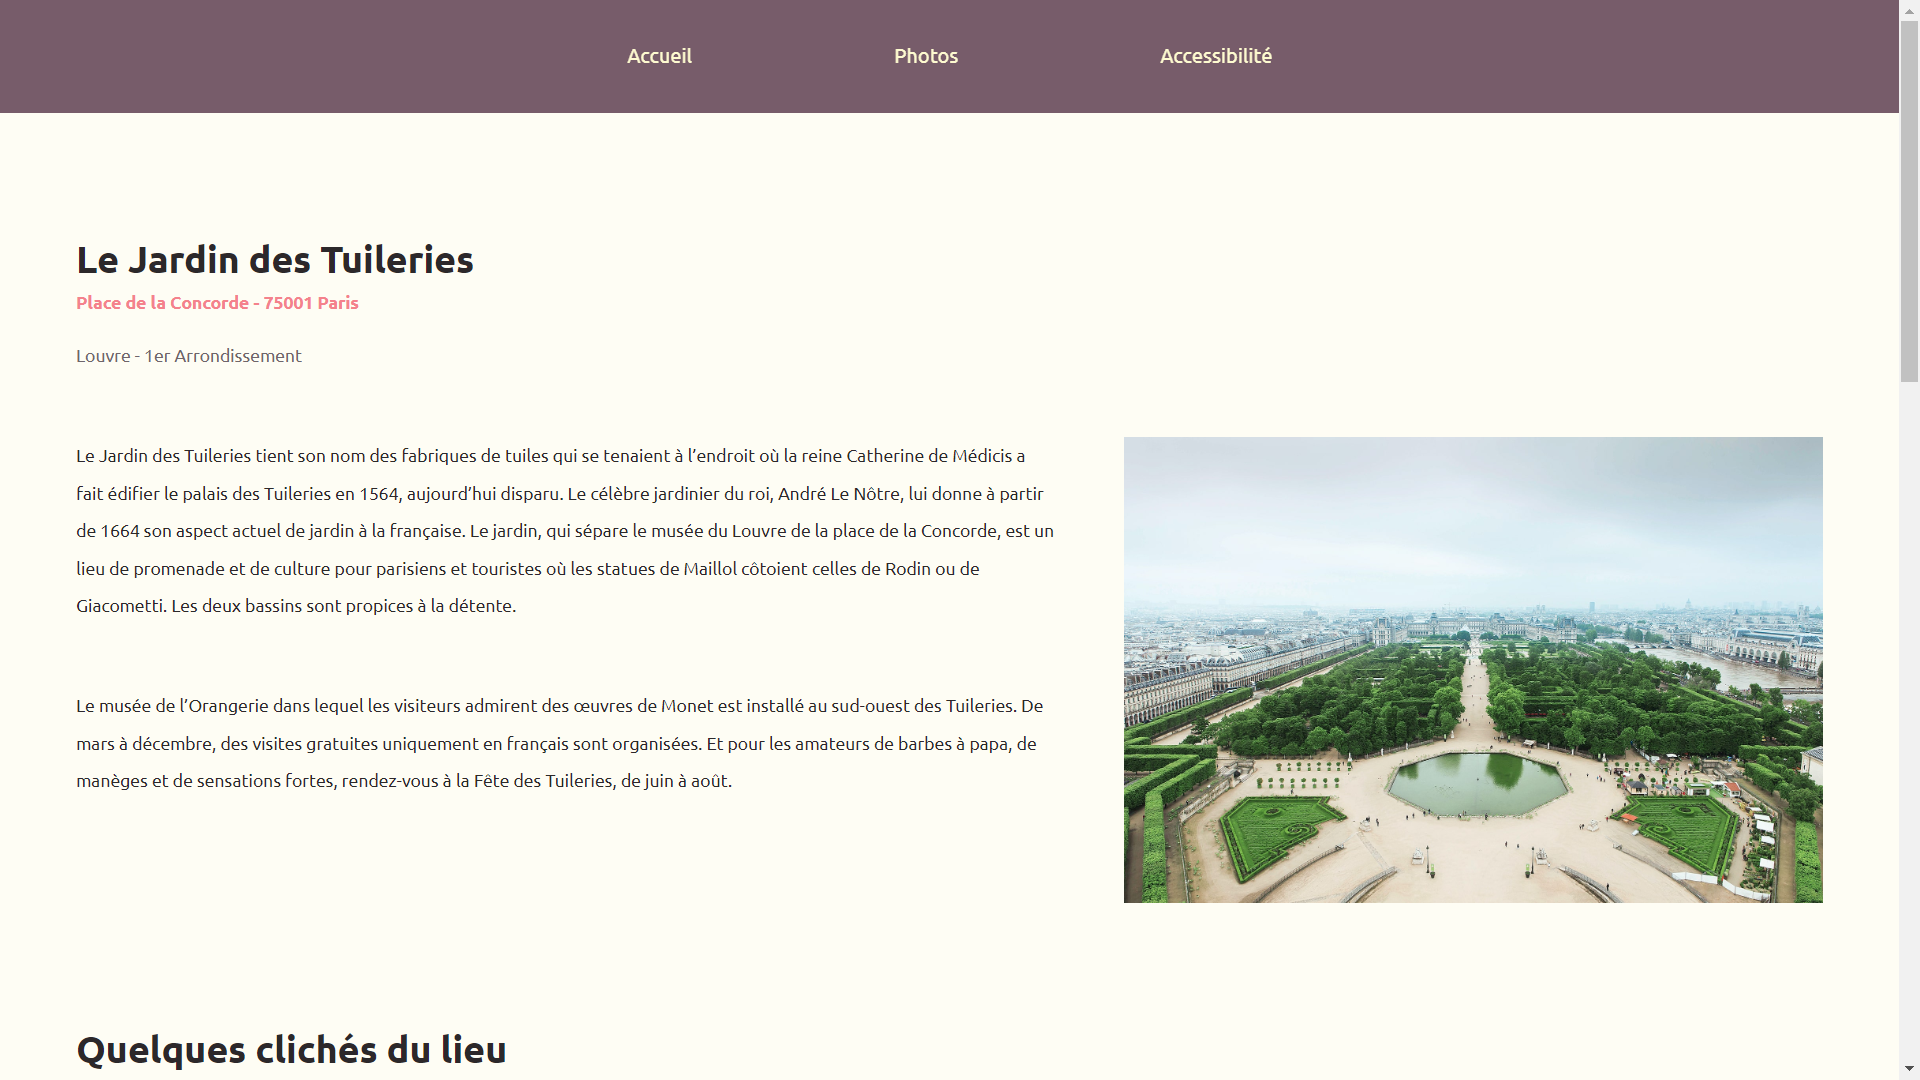 Accueil
Photos
Accessibilité
Le Jardin des Tuileries
Place de la Concorde - 75001 Paris
Louvre - 1er Arrondissement
Le Jardin des Tuileries tient son nom des fabriques de tuiles qui se tenaient à l’endroit où la reine Catherine de Médicis a
fait édifier le palais des Tuileries en 1564, aujourd’hui disparu. Le célèbre jardinier du roi, André Le Nôtre, lui donne à partir
de 1664 son aspect actuel de jardin à la française. Le jardin, qui sépare le musée du Louvre de la place de la Concorde, est un
lieu de promenade et de culture pour parisiens et touristes où les statues de Maillol côtoient celles de Rodin ou de
Giacometti. Les deux bassins sont propices à la détente.
Le musée de l’Orangerie dans lequel les visiteurs admirent des œuvres de Monet est installé au sud-ouest des Tuileries. De
mars à décembre, des visites gratuites uniquement en français sont organisées. Et pour les amateurs de barbes à papa, de
manèges et de sensations fortes, rendez-vous à la Fête des Tuileries, de juin à août.
Quelques clichés du lieu